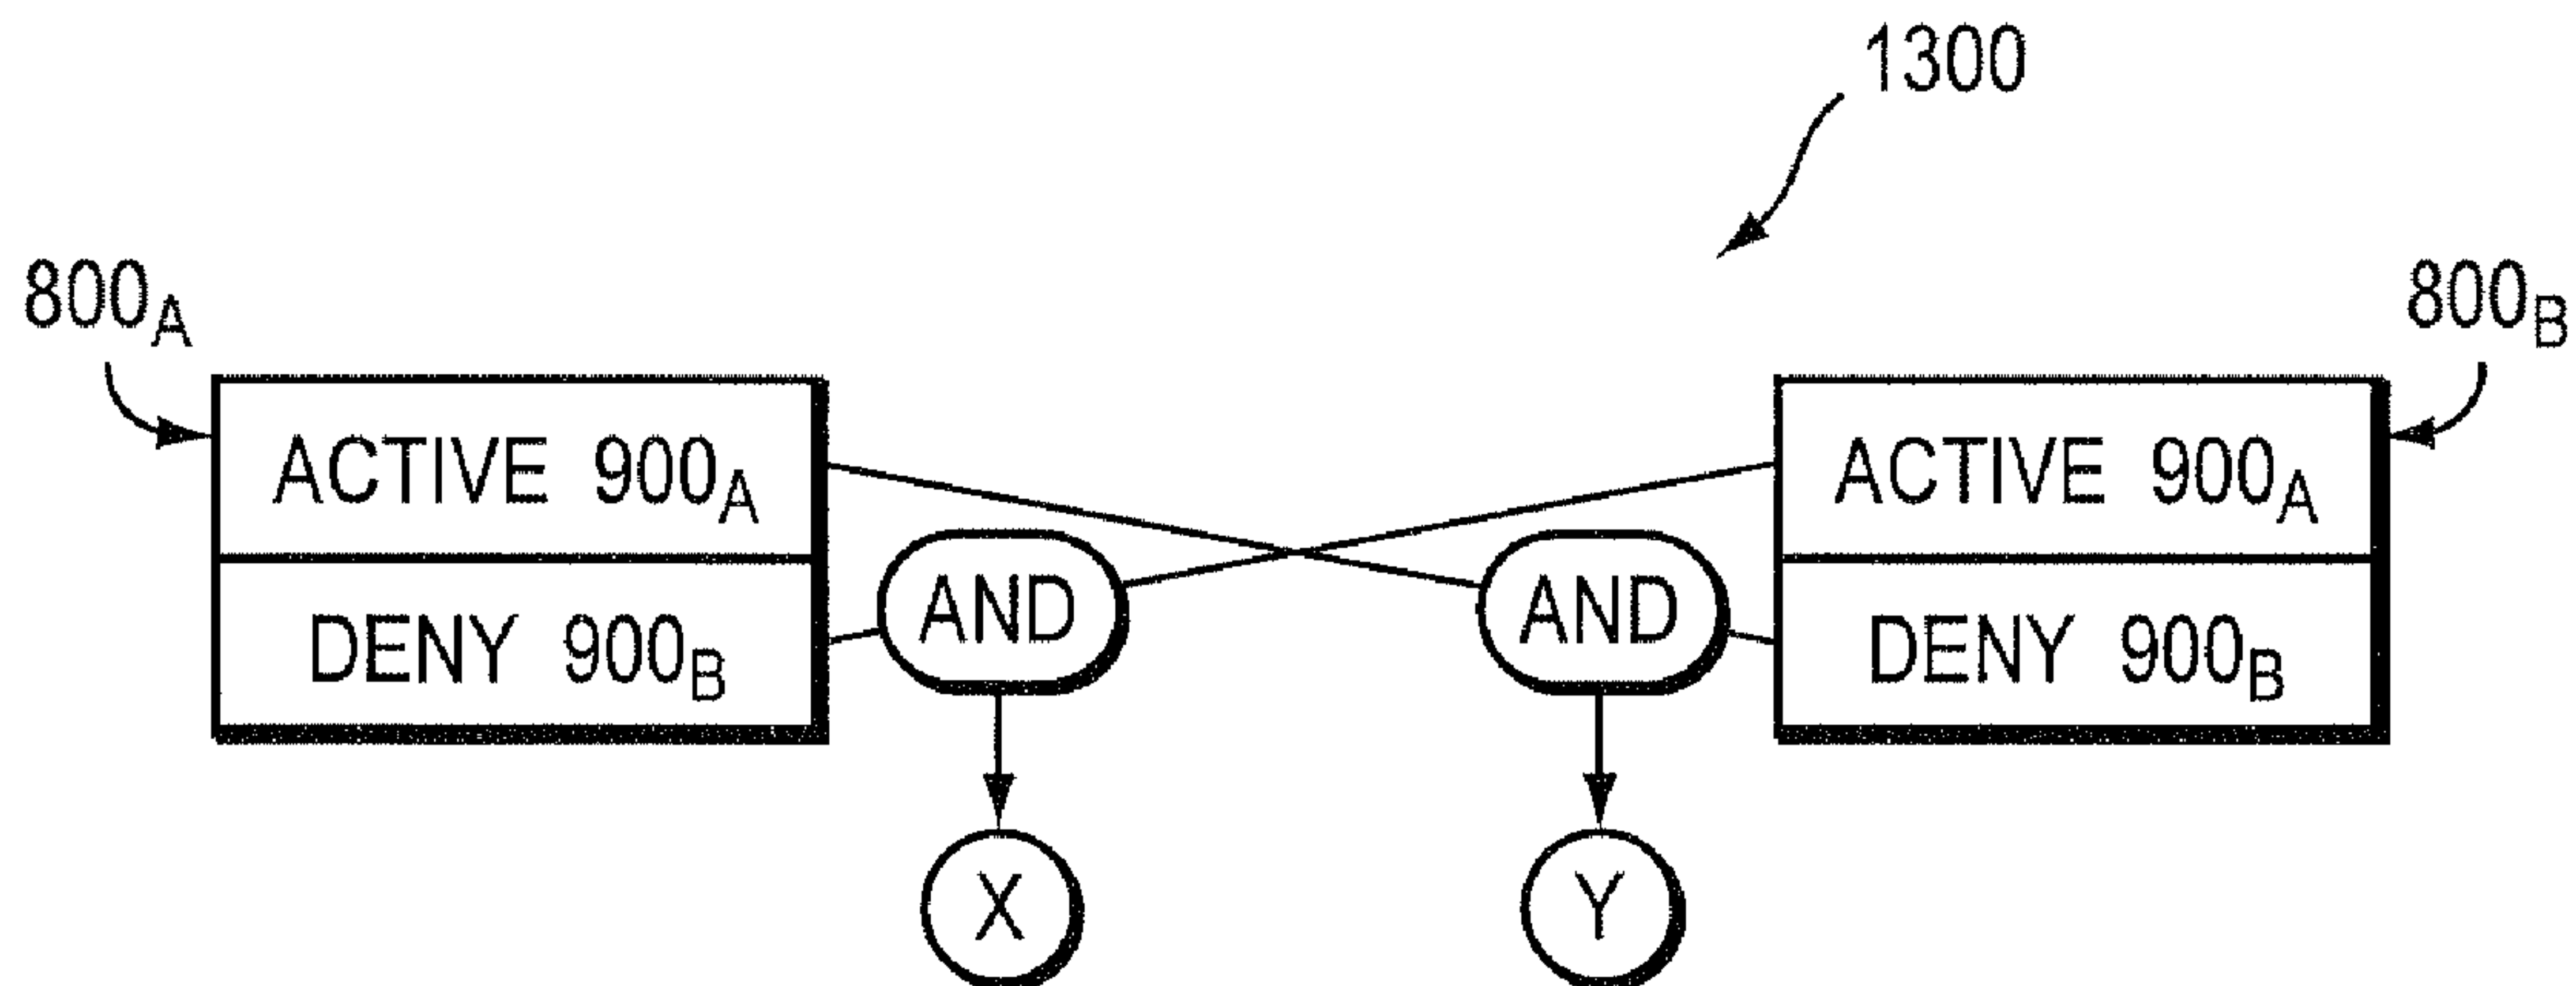 1300
800A
800B
ACTIVE 900A
ACTIVE 900A
AND
AND
DENY 900B
DENY 900B
X
Y